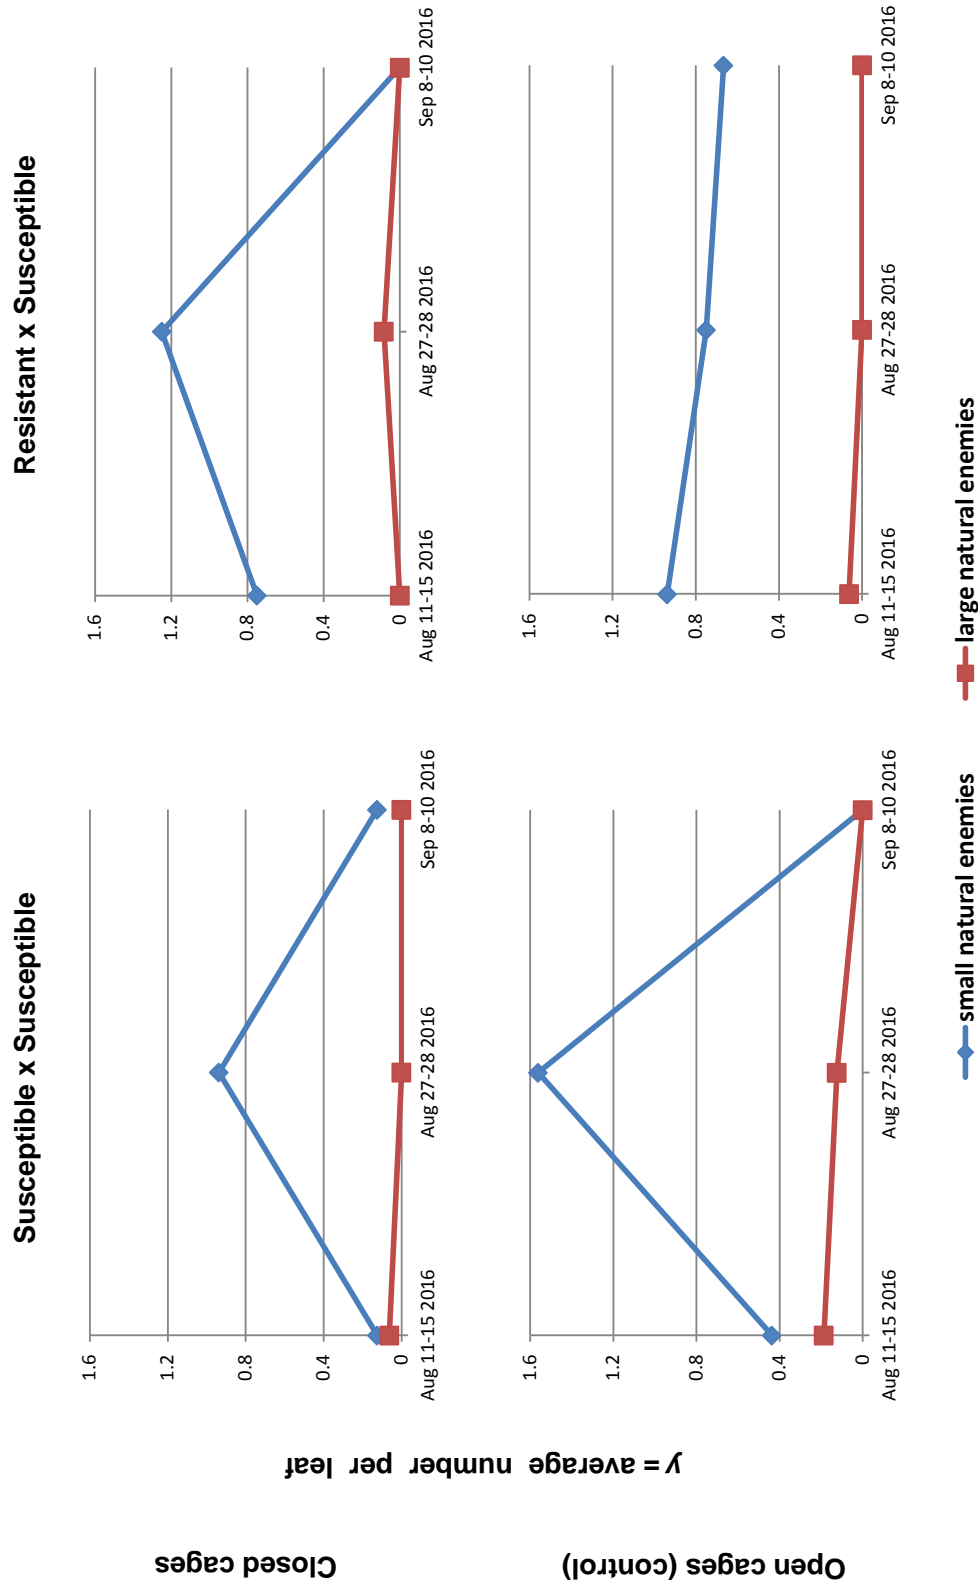 Susceptible x Susceptible
Resistant x Susceptible
Closed cages
Open cages (control)
y = average number per leaf
1.6
1.2
0.8
0.4
0
Aug 11-15 2016
Aug 27-28 2016
Sep 8-10 2016
1.6
1.2
0.8
0.4
0
Aug 11-15 2016
Aug 27-28 2016
Sep 8-10 2016
1.6
1.2
0.8
0.4
0
Aug 11-15 2016
Aug 27-28 2016
Sep 8-10 2016
1.6
1.2
0.8
0.4
0
Aug 11-15 2016
Aug 27-28 2016
Sep 8-10 2016
small natural enemies
large natural enemies